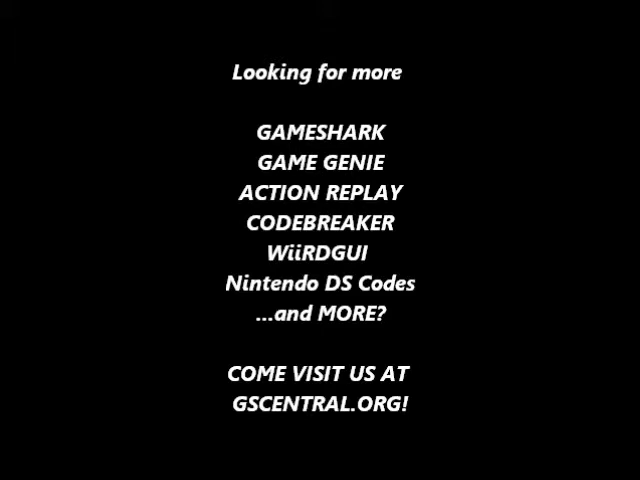 Looking for more
GAMESHARK
GAME GENIE
ACTION REPLAY
CODEBREAKER
WiiRDGUI
Nintendo DS Codes
...and MORE?
COME VISIT US AT
GSCENTRAL.ORG!